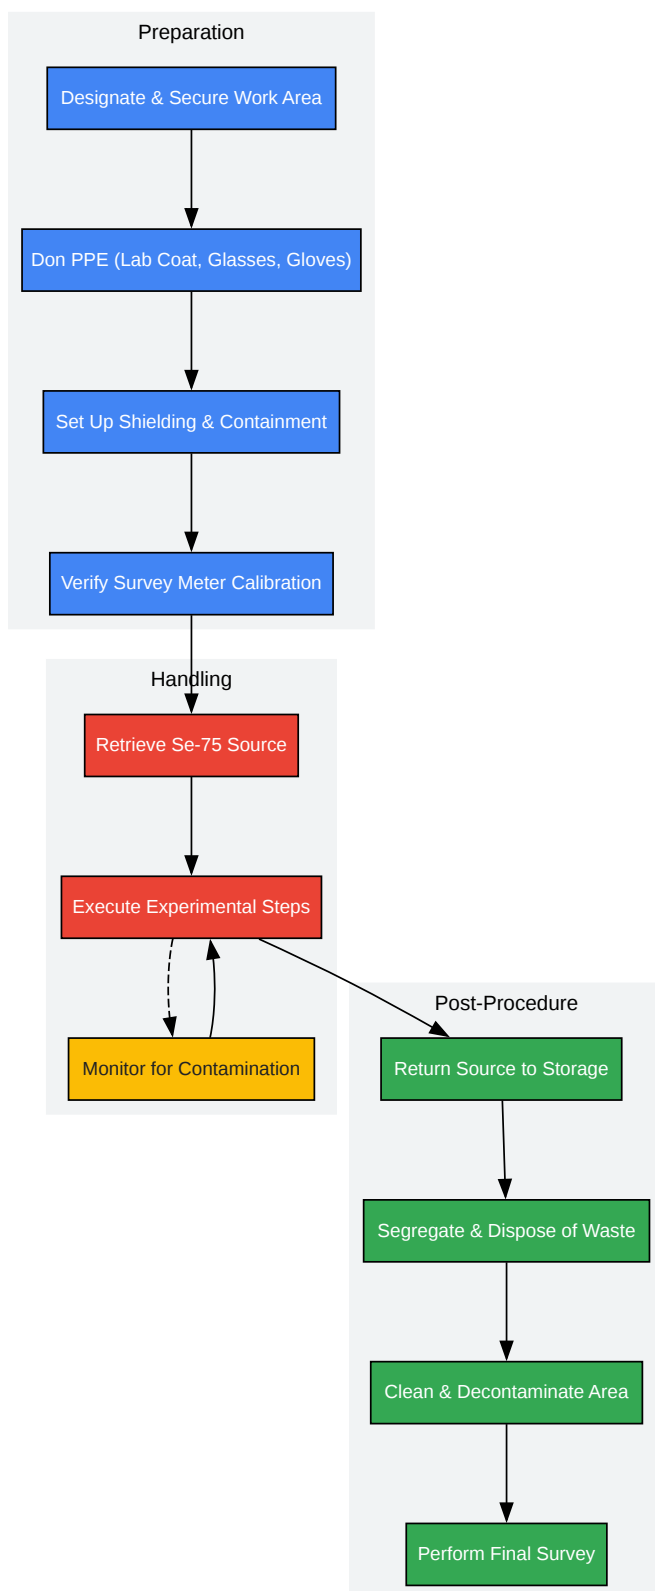 Preparation
Designate & Secure Work Area
Don PPE (Lab Coat, Glasses, Gloves)
Set Up Shielding & Containment
Verify Survey Meter Calibration
Handling
Retrieve Se-75 Source
Execute Experimental Steps
Monitor for Contamination
Post-Procedure
Return Source to Storage
Segregate & Dispose of Waste
Clean & Decontaminate Area
Perform Final Survey